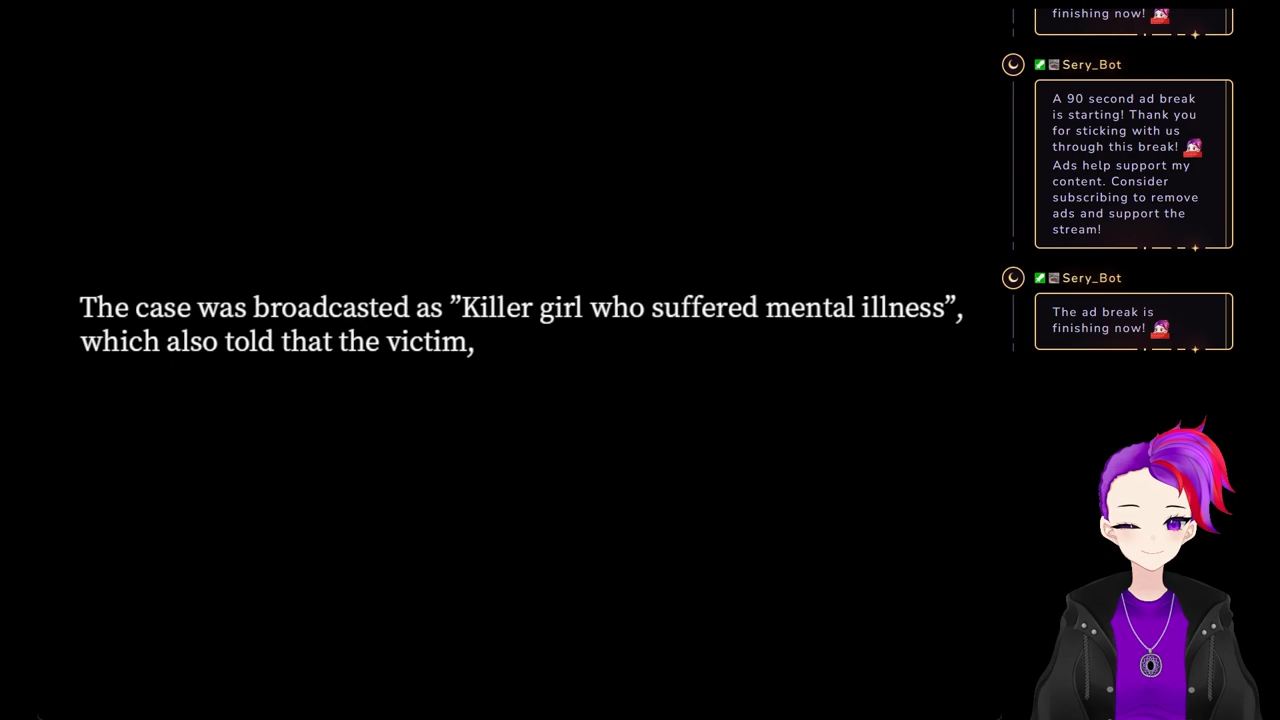 The case was broadcasted as ”Killer girl who suffered mental illness”,
which also told that the victim,
finishing now!
Sery_Bot
A 90 second ad break
is starting! Thank you
for sticking with us
through this break!
Ads help support my
content. Consider
subscribing to remove
ads and support the
stream!
Sery_Bot
The ad break is
finishing now!